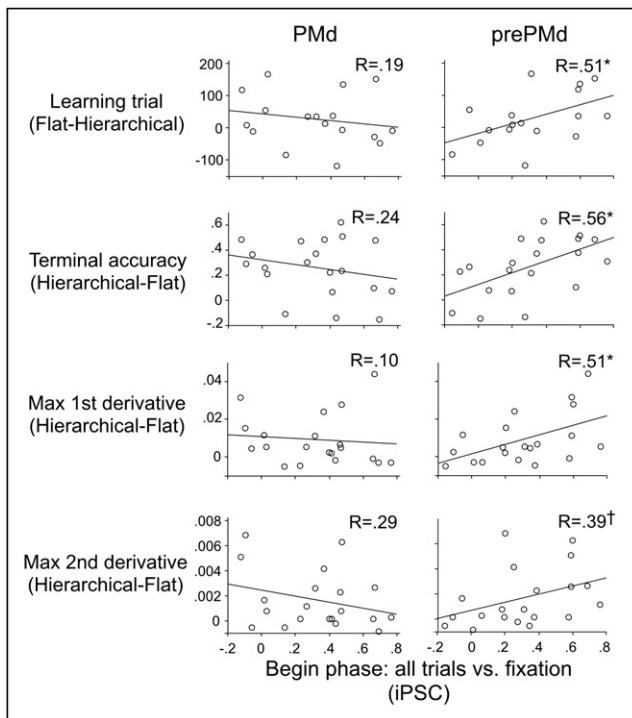 PMd prePMd
Learning trial
(Flat-Hierarchical)
200
100
0
-100
R=.19
R=.51*
Terminal accuracy
(Hierarchical-Flat)
.6
.4
.2
0
-.2
R=.24
R=.56*
Max 1st derivative
(Hierarchical-Flat)
.04
.02
0
R=.10
R=.51*
Max 2nd derivative
(Hierarchical-Flat)
.008
.006
.004
.002
0
R=.29
R=.39†
-.2 0 .2 .4 .6 .8 -.2 0 .2 .4 .6 .8
Begin phase: all trials vs. fixation
(iPSC)